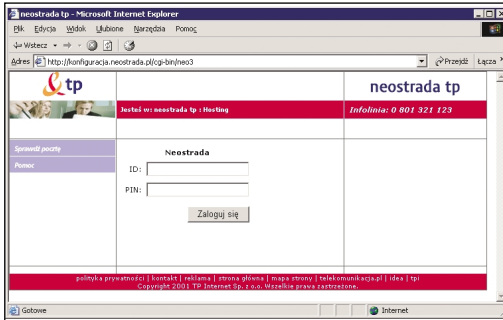 neostrada tp - Microsoft Internet Explorer
Plik Edycja Widok Ulubione Narzędzia Pomoc
Wstecz
Adres http://konfiguracja.neostrada.pl/cgi-bin/neo3 Przejdź Łącza
tp neostrada tp
Jesteś w: neostrada tp : Hosting Infolinia: 0 801 321 123
Sprawdź pocztę
Pomoc
Neostrada
ID:
PIN:
Zaloguj się
polityka prywatności | kontakt | reklama | strona główna | mapa strony | telekomunikacja.pl | idea | tpi
Copyright 2001 TP Internet Sp. z o.o. Wszelkie prawa zastrzeżone.
Gotowe Internet